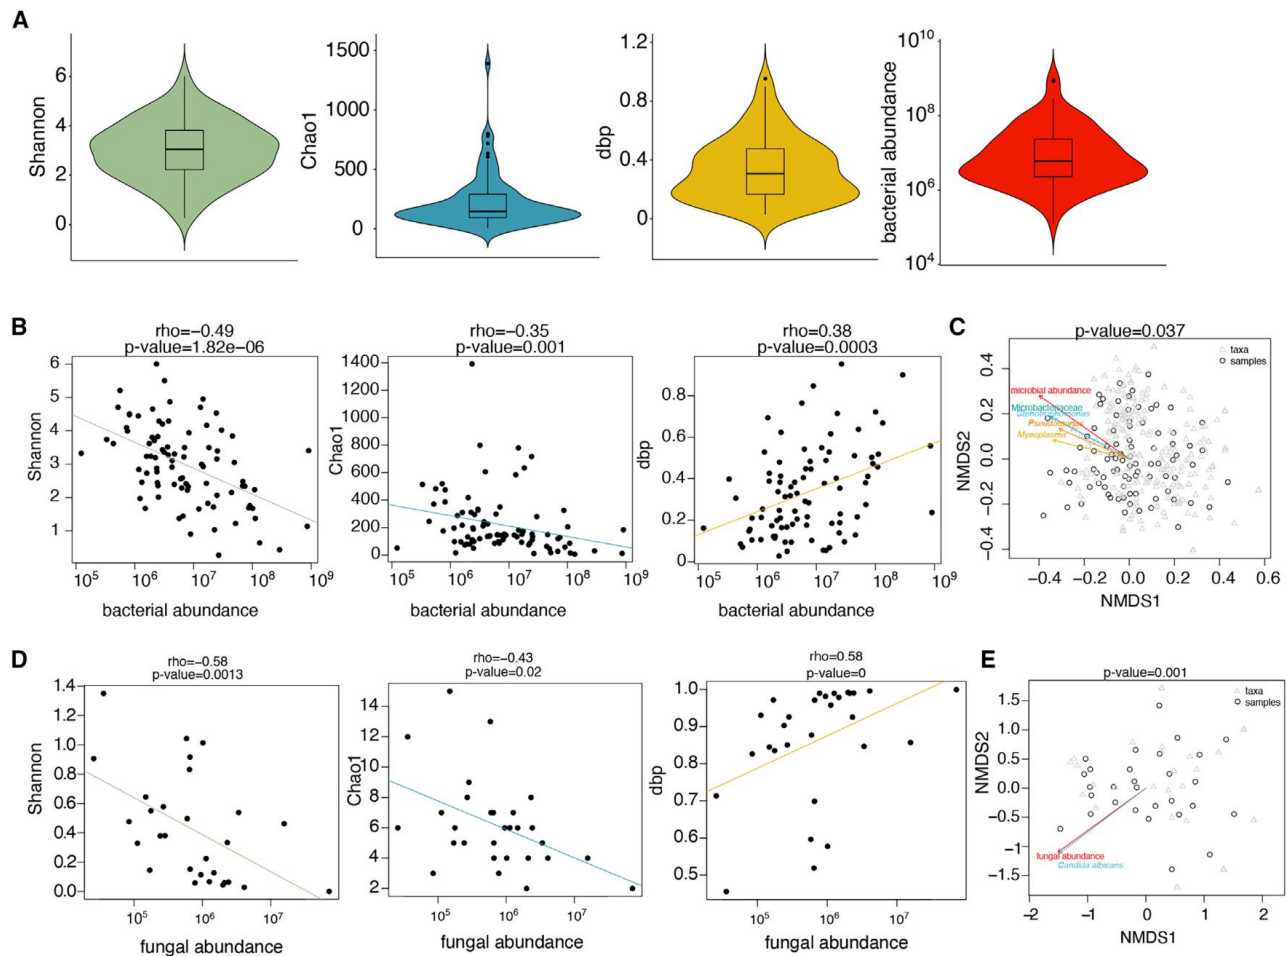 A
Shannon
6
4
2
0
Chao1
1500
1000
500
0
dbp
1.2
0.8
0.4
0
bacterial abundance
10^10
10^8
10^6
10^4
B
rho=−0.49
p-value=1.82e−06
Shannon
6
5
4
3
2
1
10^5 10^6 10^7 10^8 10^9
bacterial abundance
rho=−0.35
p-value=0.001
Chao1
1400
1200
1000
800
600
400
200
0
10^5 10^6 10^7 10^8 10^9
bacterial abundance
rho=0.38
p-value=0.0003
dbp
0.8
0.6
0.4
0.2
0
10^5 10^6 10^7 10^8 10^9
bacterial abundance
C
p-value=0.037
taxa
samples
microbial abundance
Microbacteriaceae
Stenotrophomonas
Pseudomonas
Mycoplasma
NMDS2
0.4
0.2
0.0
−0.2
−0.4
−0.4 −0.2 0.0 0.2 0.4 0.6
NMDS1
D
rho=−0.58
p-value=0.0013
Shannon
1.4
1.2
1.0
0.8
0.6
0.4
0.2
0.0
10^5 10^6 10^7
fungal abundance
rho=−0.43
p-value=0.02
Chao1
14
12
10
8
6
4
2
10^5 10^6 10^7
fungal abundance
rho=0.58
p-value=0
dbp
1.0
0.9
0.8
0.7
0.6
0.5
10^5 10^6 10^7
fungal abundance
E
p-value=0.001
taxa
samples
NMDS2
1.5
1.0
0.5
0.0
−0.5
−1
−1.5
fungal abundance
Candida albicans
−2 −1 0 1 2
NMDS1